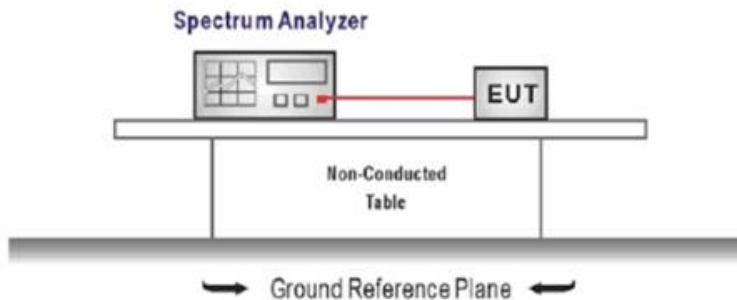 Spectrum Analyzer
EUT
Non-Conducted
Table
Ground Reference Plane